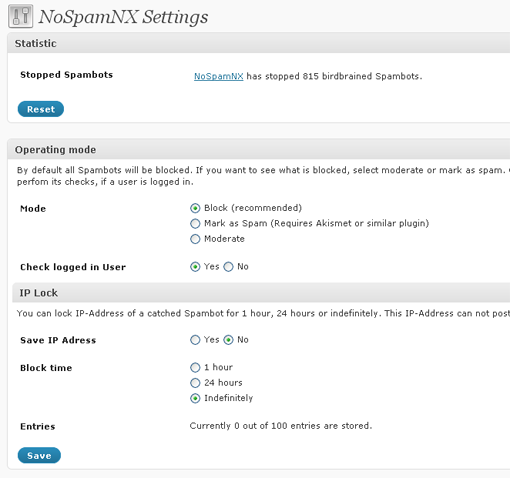 NoSpamNX Settings
Statistic
Stopped Spambots NoSpamNX has stopped 815 birdbrained Spambots.
Reset
Operating mode
By default all Spambots will be blocked. If you want to see what is blocked, select moderate or mark as spam.
perfom its checks, if a user is logged in.
Mode Block (recommended)
Mark as Spam (Requires Akismet or similar plugin)
Moderate
Check logged in User Yes No
IP Lock
You can lock IP-Address of a catched Spambot for 1 hour, 24 hours or indefinitely. This IP-Address can not post
Save IP Adress Yes No
Block time 1 hour
24 hours
Indefinitely
Entries Currently 0 out of 100 entries are stored.
Save